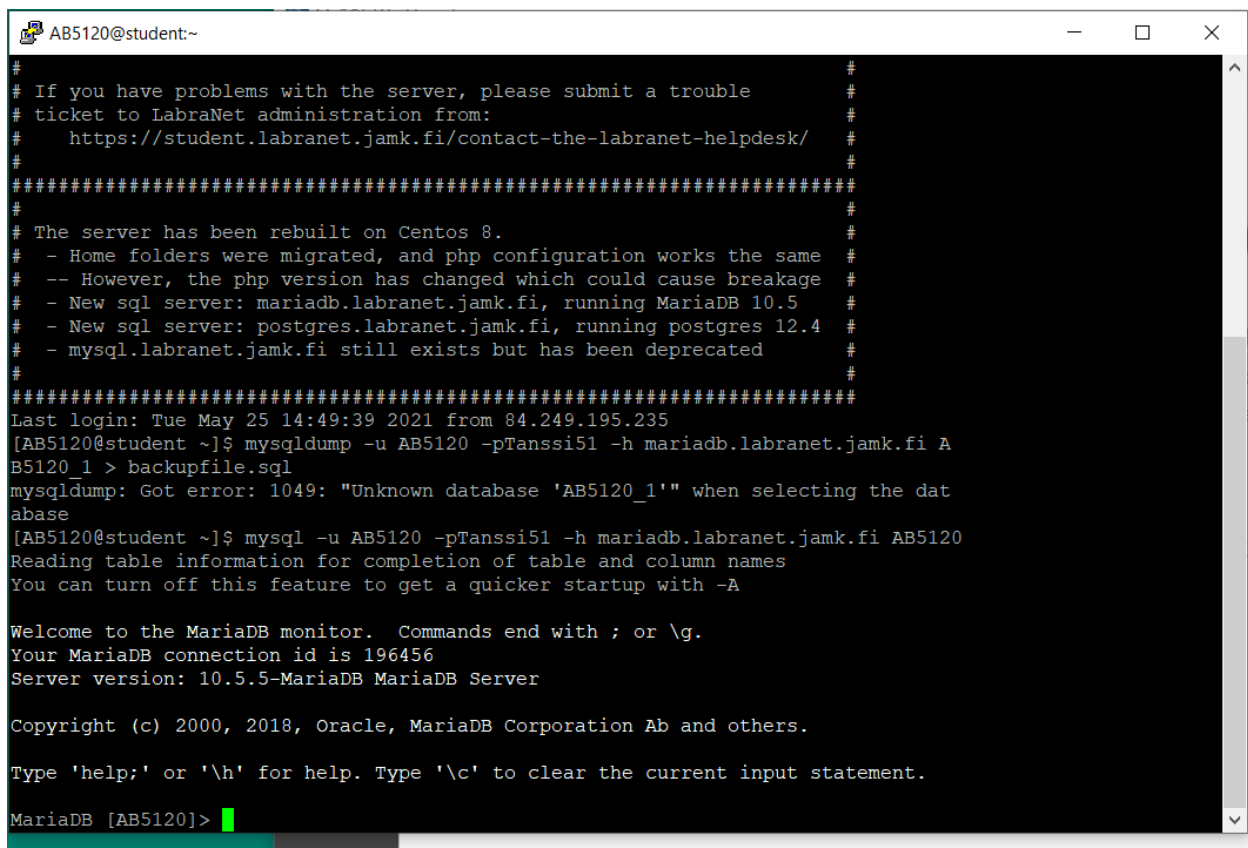 AB5120@student:~
# #
# If you have problems with the server, please submit a trouble #
# ticket to LabraNet administration from: #
# https://student.labranet.jamk.fi/contact-the-labranet-helpdesk/ #
# #
########################################################################
# #
# The server has been rebuilt on Centos 8. #
# - Home folders were migrated, and php configuration works the same #
# -- However, the php version has changed which could cause breakage #
# - New sql server: mariadb.labranet.jamk.fi, running MariaDB 10.5 #
# - New sql server: postgres.labranet.jamk.fi, running postgres 12.4 #
# - mysql.labranet.jamk.fi still exists but has been deprecated #
# #
########################################################################
Last login: Tue May 25 14:49:39 2021 from 84.249.195.235
[AB5120@student ~]$ mysqldump -u AB5120 -pTanssi51 -h mariadb.labranet.jamk.fi A
B5120_1 > backupfile.sql
mysqldump: Got error: 1049: "Unknown database 'AB5120_1'" when selecting the dat
abase
[AB5120@student ~]$ mysql -u AB5120 -pTanssi51 -h mariadb.labranet.jamk.fi AB5120
Reading table information for completion of table and column names
You can turn off this feature to get a quicker startup with -A
Welcome to the MariaDB monitor.  Commands end with ; or \g.
Your MariaDB connection id is 196456
Server version: 10.5.5-MariaDB MariaDB Server
Copyright (c) 2000, 2018, Oracle, MariaDB Corporation Ab and others.
Type 'help;' or '\h' for help. Type '\c' to clear the current input statement.
MariaDB [AB5120]>